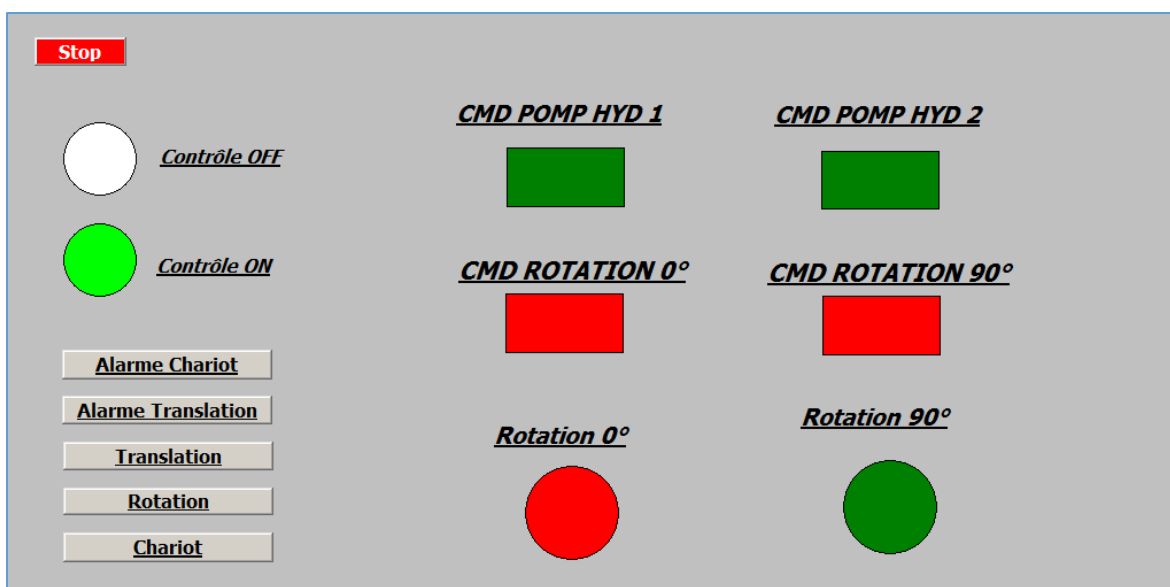 Stop
CMD POMP HYD 1
CMD POMP HYD 2
Contrôle OFF
Contrôle ON
CMD ROTATION 0°
CMD ROTATION 90°
Alarme Chariot
Alarme Translation
Translation
Rotation
Chariot
Rotation 0°
Rotation 90°